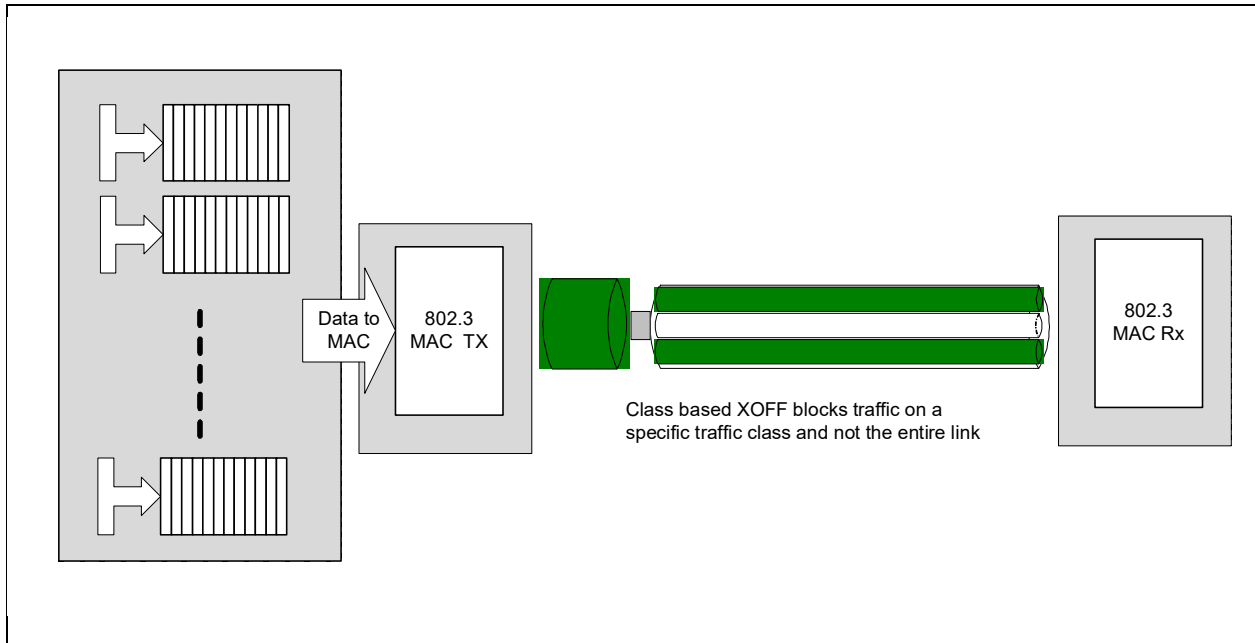 Data to
MAC
802.3
MAC TX
802.3
MAC Rx
Class based XOFF blocks traffic on a
specific traffic class and not the entire link